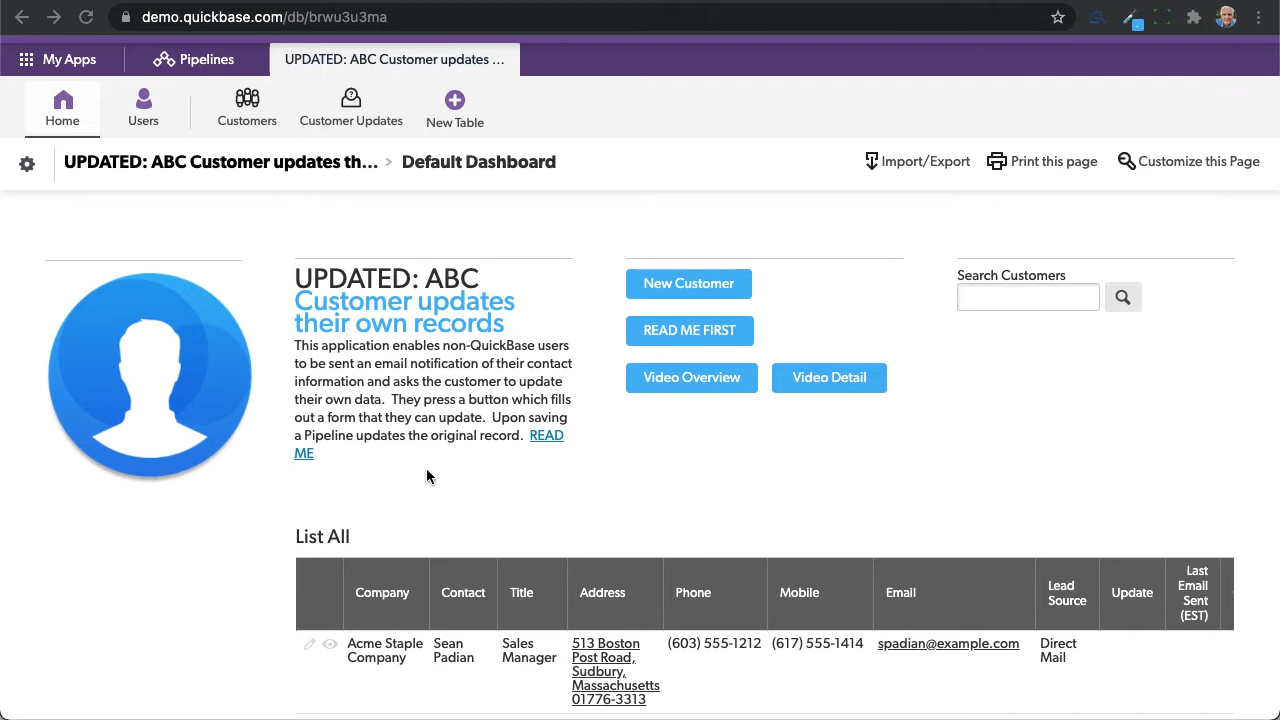 demo.quickbase.com/db/brwu3u3ma
My Apps
Pipelines
UPDATED: ABC Customer updates ...
Home
Users
Customers
Customer Updates
New Table
UPDATED: ABC Customer updates th... > Default Dashboard
Import/Export
Print this page
Customize this Page
UPDATED: ABC
Customer updates
their own records
This application enables non-QuickBase users
to be sent an email notification of their contact
information and asks the customer to update
their own data.  They press a button which fills
out a form that they can update.  Upon saving
a Pipeline updates the original record.  READ
ME
New Customer
READ ME FIRST
Video Overview
Video Detail
Search Customers
List All
Company
Contact
Title
Address
Phone
Mobile
Email
Lead
Source
Update
Last
Email
Sent
(EST)
Acme Staple
Company
Sean
Padian
Sales
Manager
513 Boston
Post Road,
Sudbury,
Massachusetts
01776-3313
(603) 555-1212
(617) 555-1414
spadian@example.com
Direct
Mail